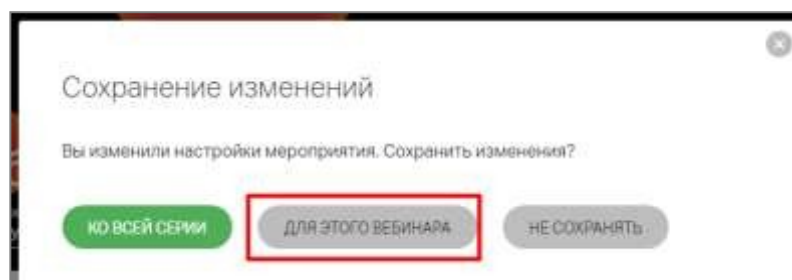 Сохранение изменений
Вы изменили настройки мероприятия. Сохранить изменения?
КО ВСЕЙ СЕРИИ ДЛЯ ЭТОГО ВЕБИНАРА НЕ СОХРАНЯТЬ